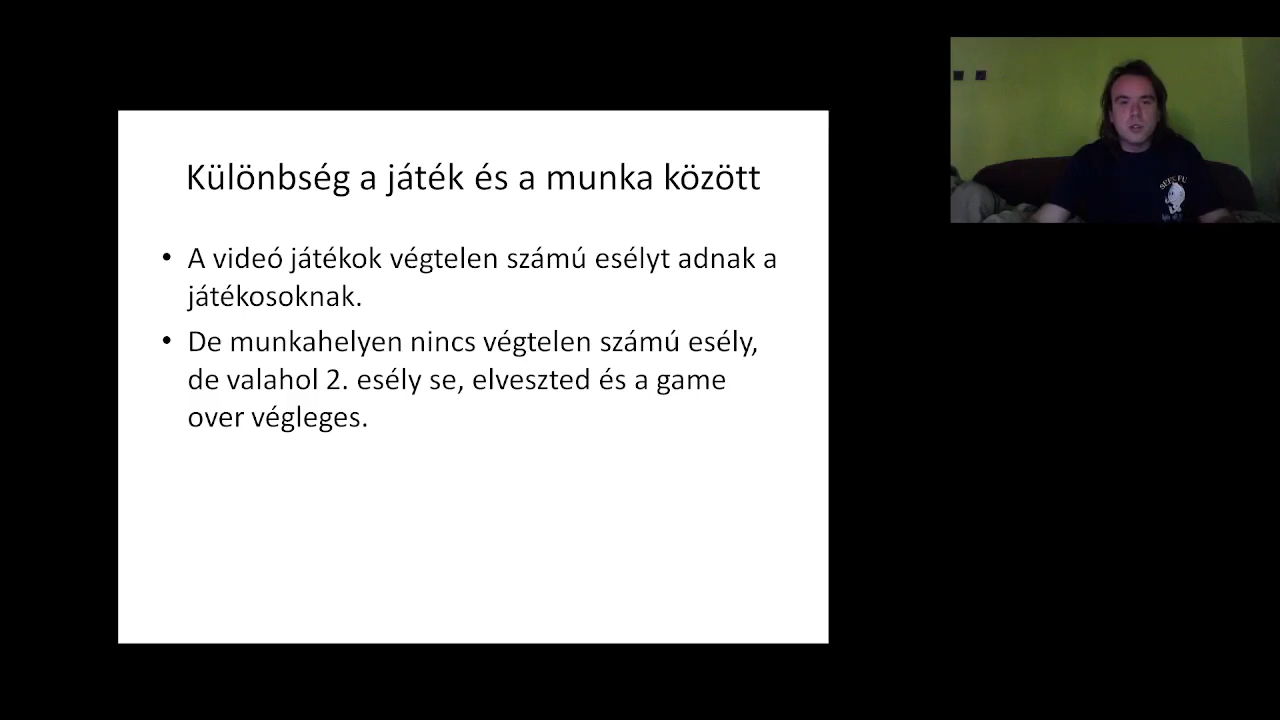 Különbség a játék és a munka között
• A videó játékok végtelen számú esélyt adnak a
játékosoknak.
• De munkahelyen nincs végtelen számú esély,
de valahol 2. esély se, elveszted és a game
over végleges.